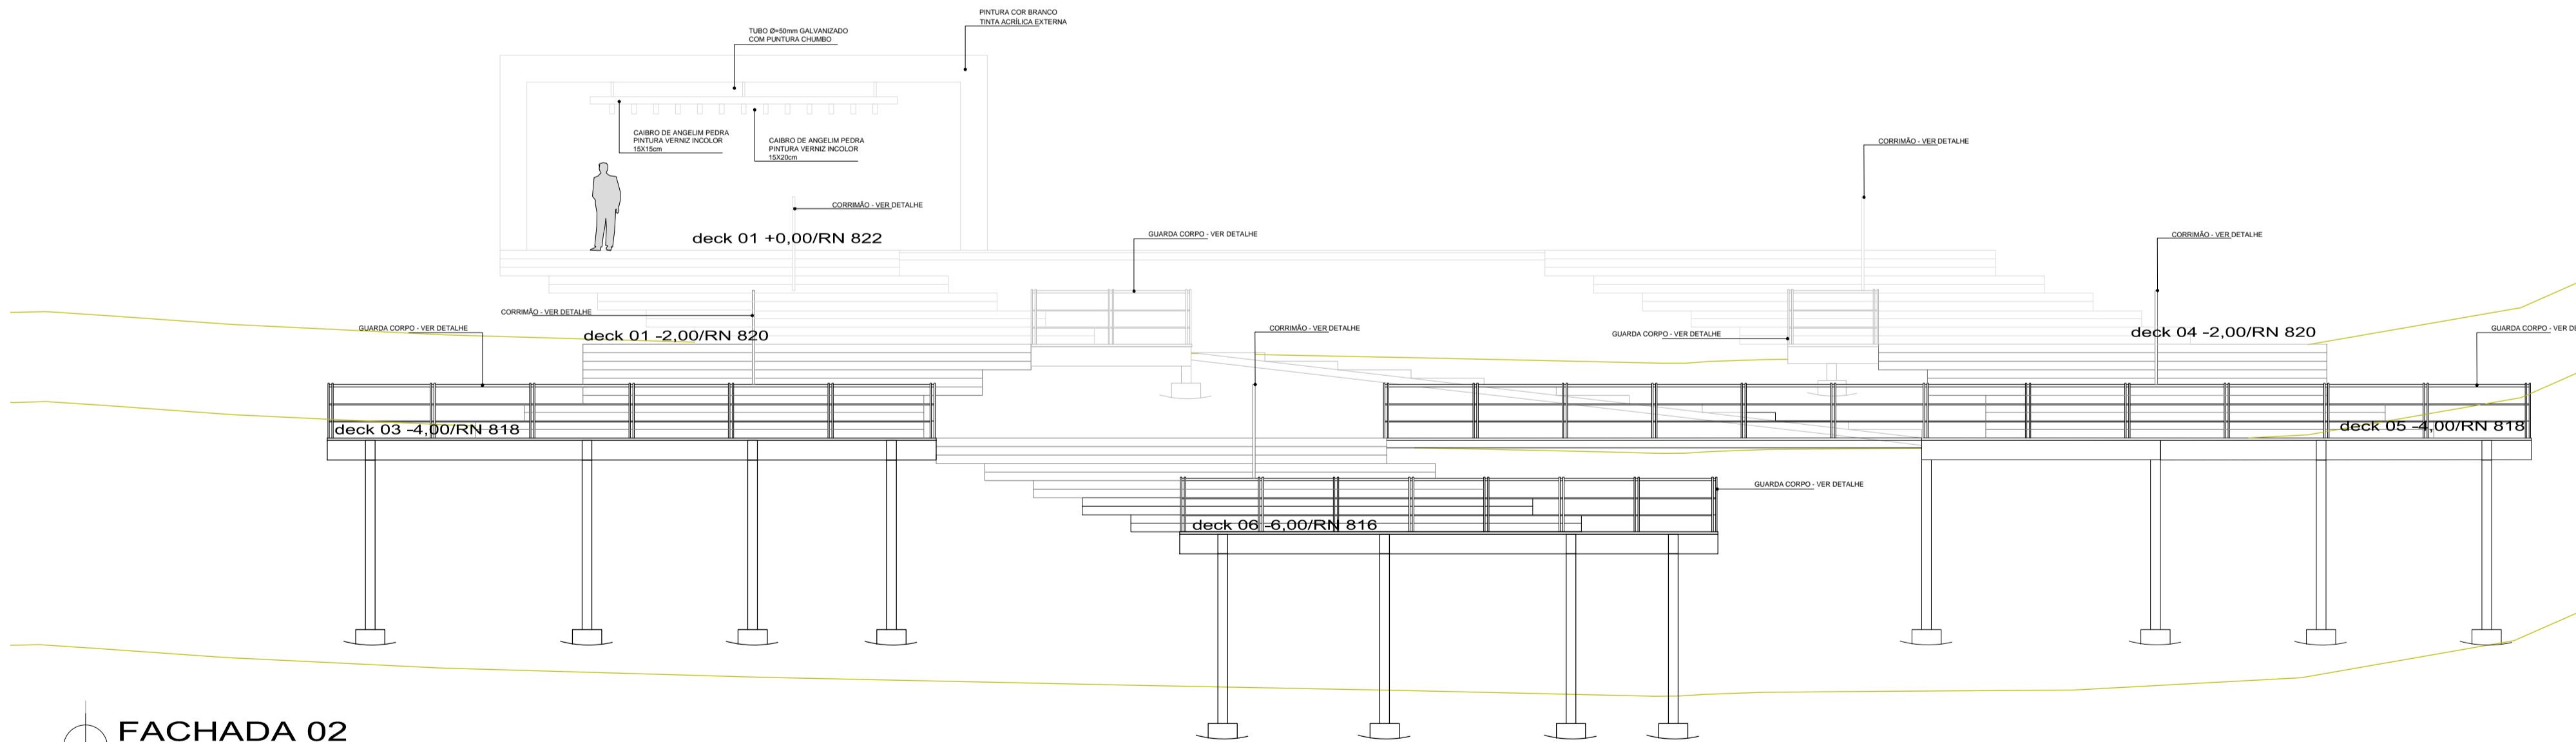 PINTURA COR BRANCO
TINTA ACRÍLICA EXTERNA
TUBO Ø=50mm GALVANIZADO
COM PUNTURA CHUMBO
CAIBRO DE ANGELIM PEDRA
PINTURA VERNIZ INCOLOR
15X15cm
CAIBRO DE ANGELIM PEDRA
PINTURA VERNIZ INCOLOR
15X20cm
CORRIMÃO - VER DETALHE
CORRIMÃO - VER DETALHE
deck 01 +0,00/RN 822
GUARDA CORPO - VER DETALHE
CORRIMÃO - VER DETALHE
CORRIMÃO - VER DETALHE
GUARDA CORPO - VER DETALHE
deck 01 -2,00/RN 820
CORRIMÃO - VER DETALHE
GUARDA CORPO - VER DETALHE
deck 04 -2,00/RN 820
GUARDA CORPO - VER DE
deck 03 -4,00/RN 818
deck 05 -4,00/RN 818
GUARDA CORPO - VER DETALHE
deck 06 -6,00/RN 816
FACHADA 02